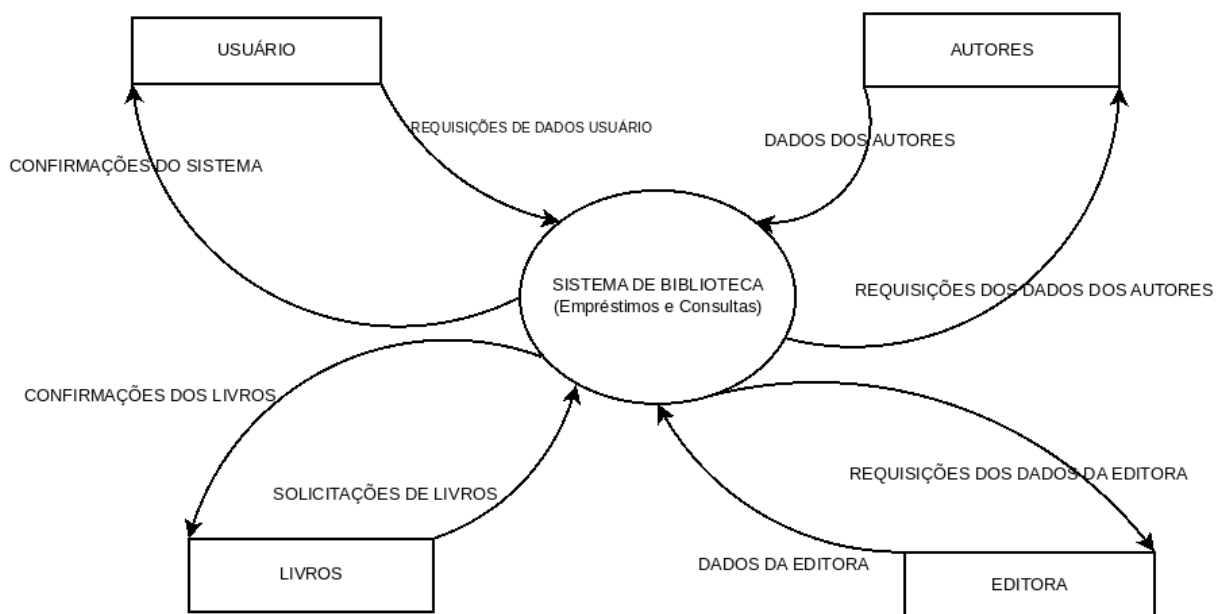 USUÁRIO
AUTORES
REQUISIÇÕES DE DADOS USUÁRIO
DADOS DOS AUTORES
CONFIRMAÇÕES DO SISTEMA
SISTEMA DE BIBLIOTECA
(Empréstimos e Consultas)
REQUISIÇÕES DOS DADOS DOS AUTORES
CONFIRMAÇÕES DOS LIVROS
REQUISIÇÕES DOS DADOS DA EDITORA
SOLICITAÇÕES DE LIVROS
DADOS DA EDITORA
LIVROS
EDITORA